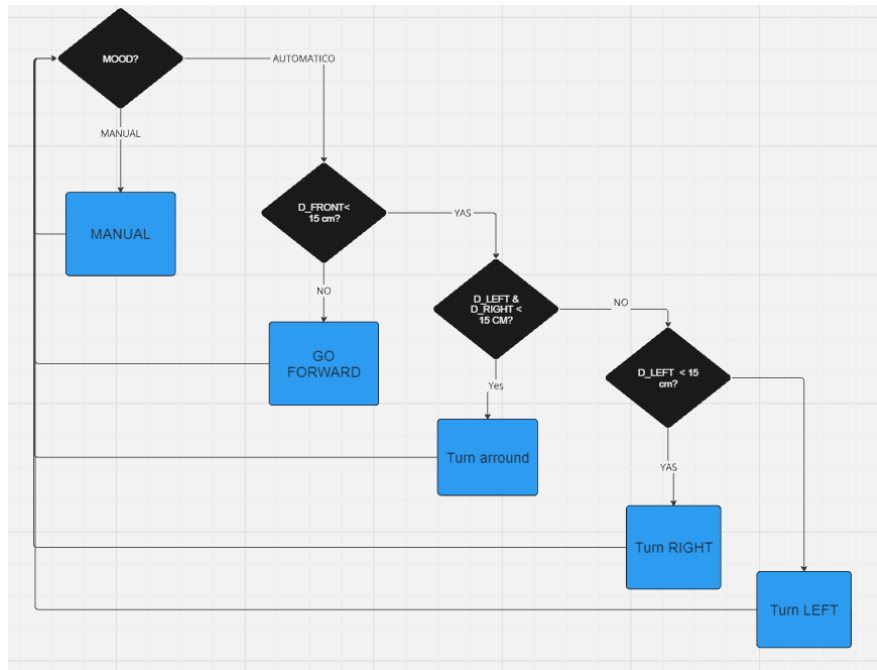 MOOD?
AUTOMATICO
MANUAL
MANUAL
D_FRONT<
15 cm?
YAS
NO
GO
FORWARD
D_LEFT &
D_RIGHT <
15 CM?
NO
Yes
Turn arround
D_LEFT < 15
cm?
YAS
Turn RIGHT
Turn LEFT